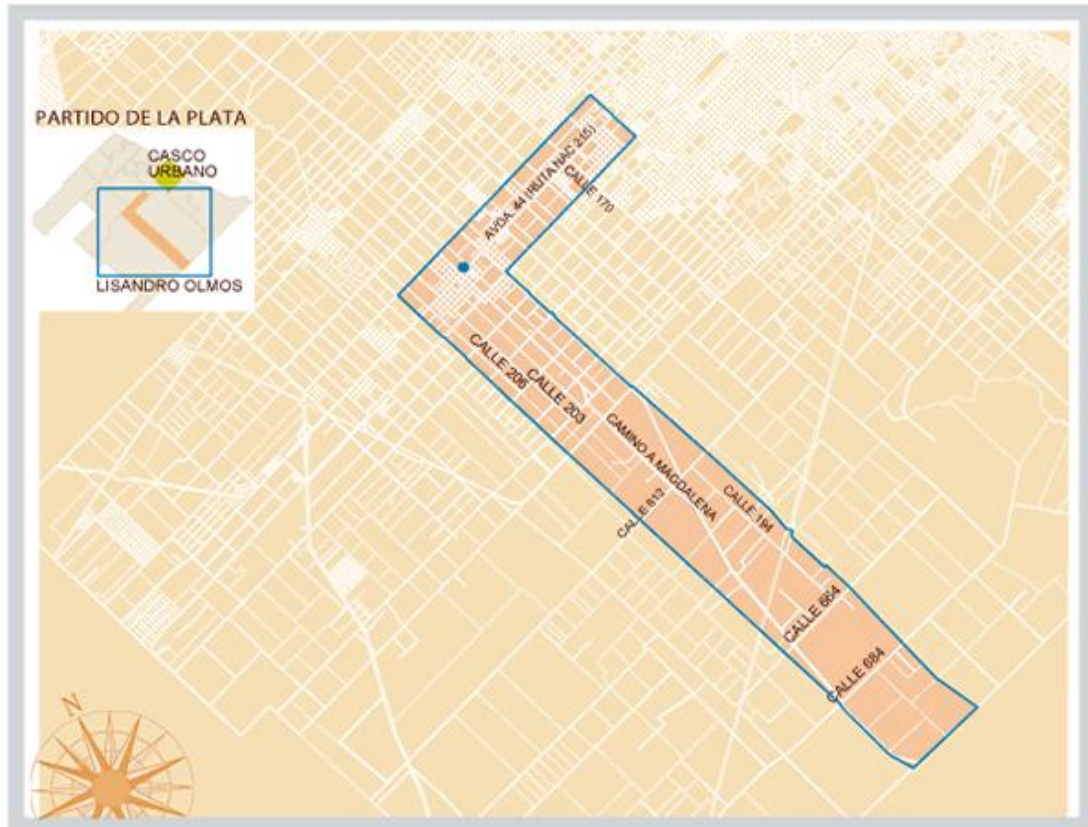 PARTIDO DE LA PLATA
CASCO
URBANO
LISANDRO OLMOS
AVDA. 44 (RUTA NAC 215)
CALLE 170
CALLE 206
CALLE 203
CAMINO A MAGDALENA
CALLE 194
CALLE 612
CALLE 664
CALLE 684
N